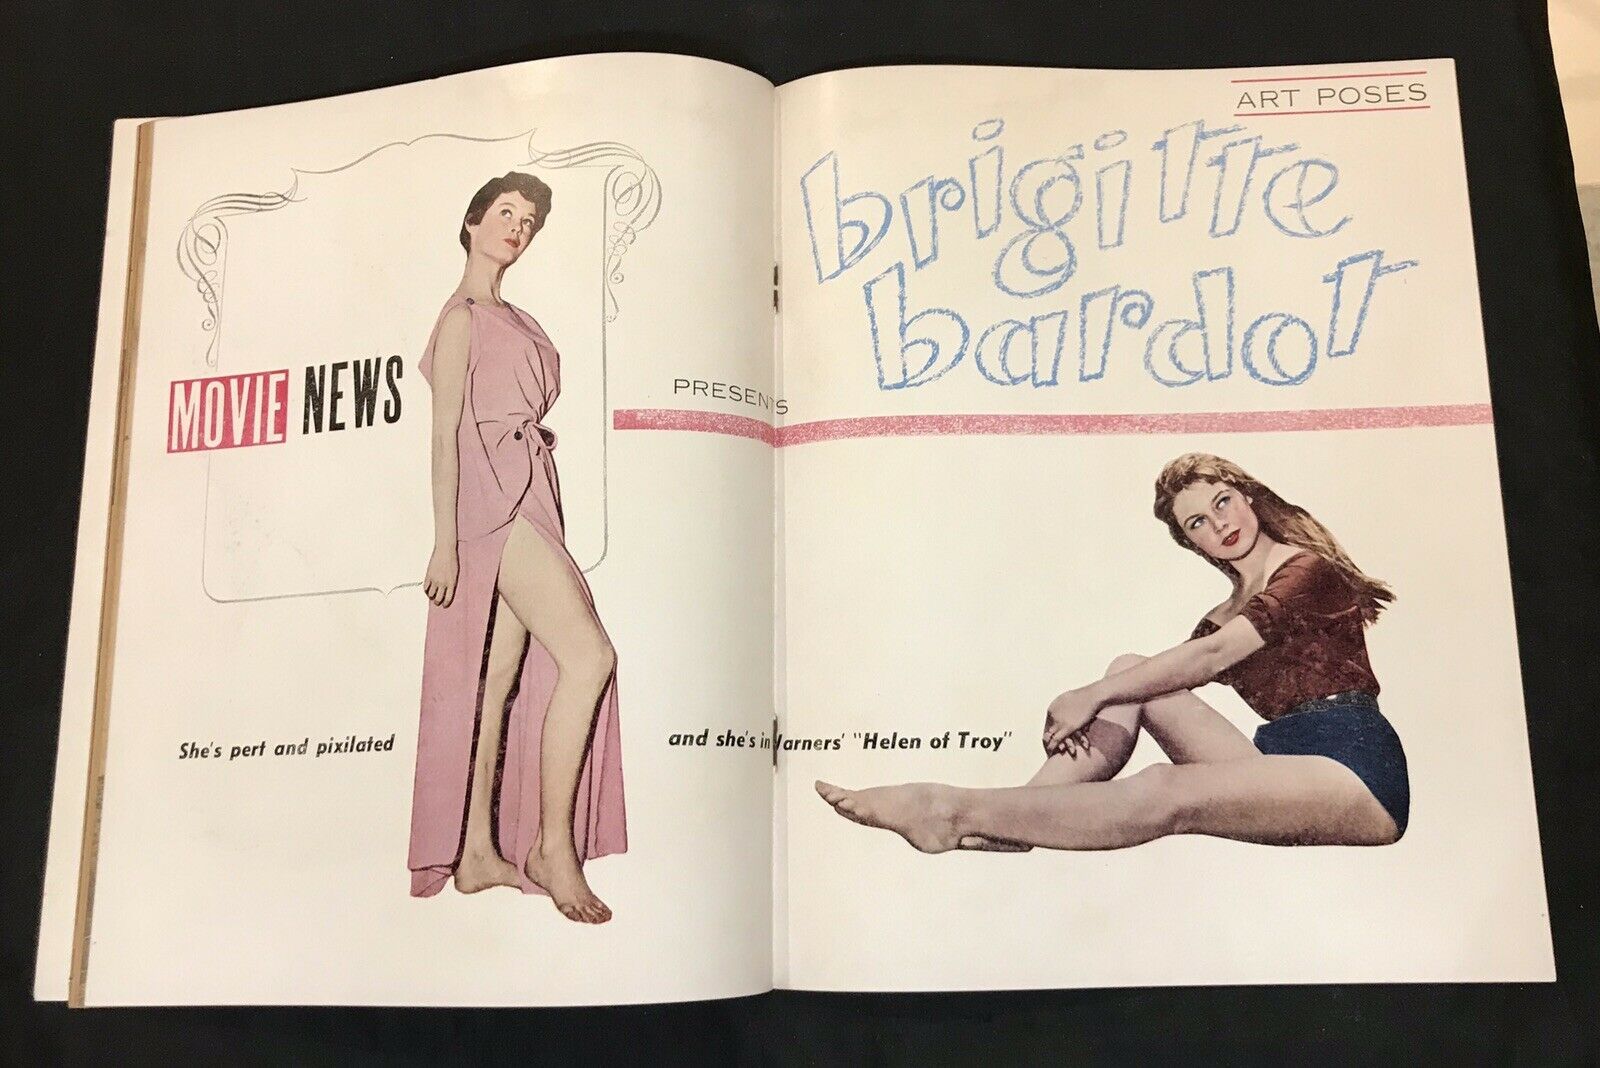 MOVIE NEWS
PRESENTS
ART POSES
brigitte
bardot
She's pert and pixilated and she's in Warners' "Helen of Troy"